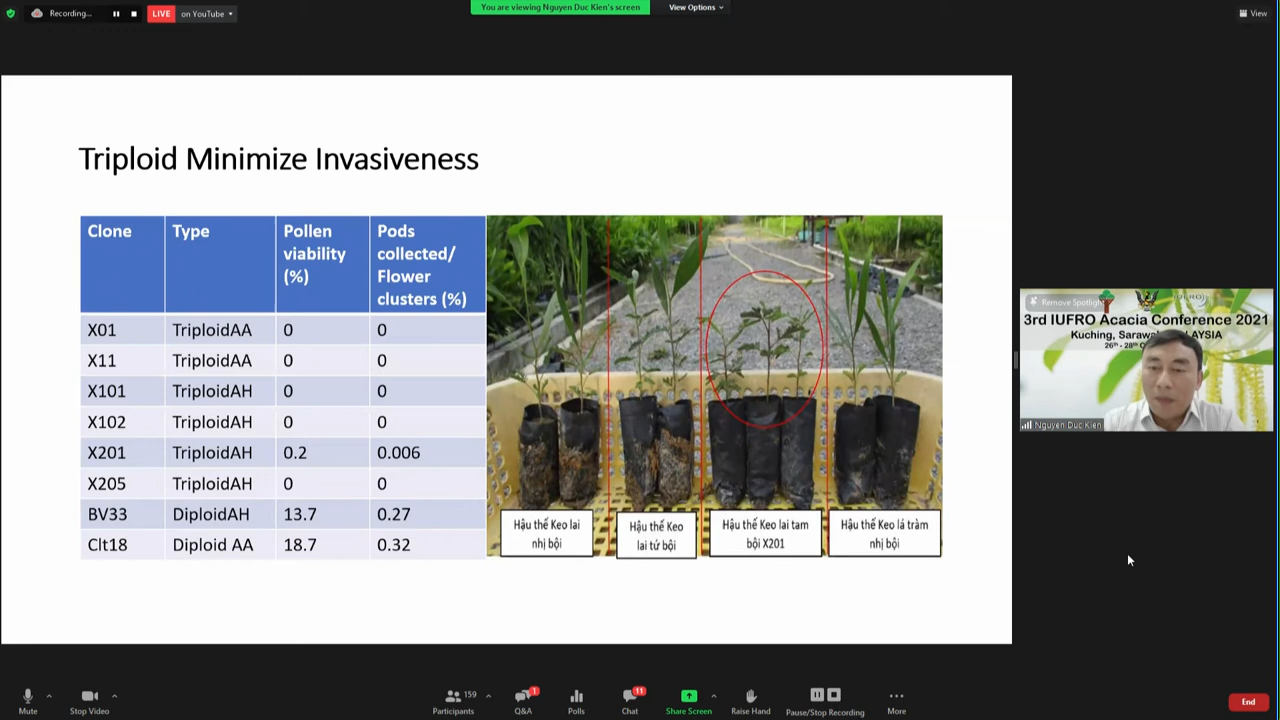 Recording...
LIVE on YouTube
You are viewing Nguyen Duc Kien's screen
View Options
View
Triploid Minimize Invasiveness
Clone Type Pollen viability (%) Pods collected/ Flower clusters (%)
X01 TriploidAA 0 0
X11 TriploidAA 0 0
X101 TriploidAH 0 0
X102 TriploidAH 0 0
X201 TriploidAH 0.2 0.006
X205 TriploidAH 0 0
BV33 DiploidAH 13.7 0.27
Clt18 Diploid AA 18.7 0.32
Hậu thế Keo lai
nhị bội
Hậu thế Keo
lai tứ bội
Hậu thế Keo lai tam
bội X201
Hậu thế Keo lá tràm
nhị bội
Remove Spotlight
3rd IUFRO Acacia Conference 2021
Kuching, Sarawa
AYSIA
Nguyen Duc Kien
Mute
Stop Video
159
Participants
1
Q&A
Polls
11
Chat
Share Screen
Raise Hand
Pause/Stop Recording
More
End